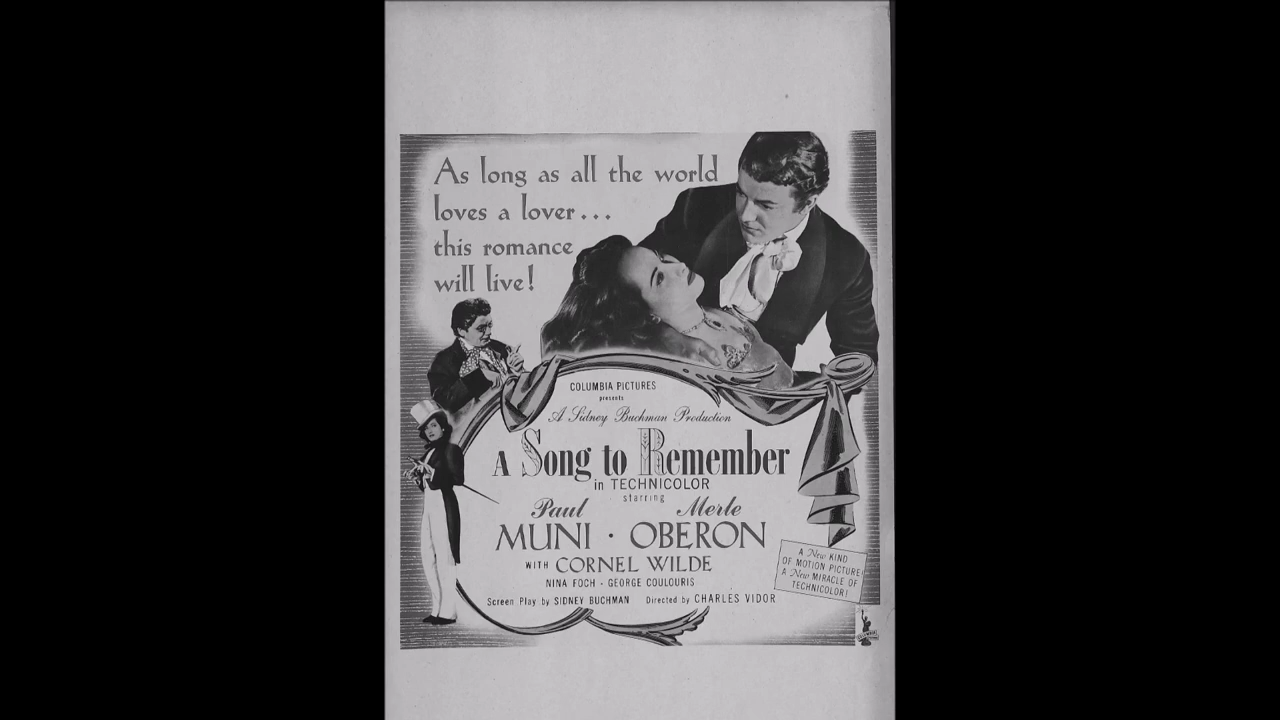 As long as all the world
loves a lover...
this romance
will live!
COLUMBIA PICTURES
presents
A Sidney Buchman Production
A Song to Remember
in TECHNICOLOR
starring
Paul Merle
MUNI · OBERON
WITH CORNEL WILDE
NINA FOCH - GEORGE COULOURIS
Screen Play by SIDNEY BUCHMAN Directed by CHARLES VIDOR
A New KIND
OF MOTION PICTURE!
A New MIRACLE OF
TECHNICOLOR!
COLUMBIA